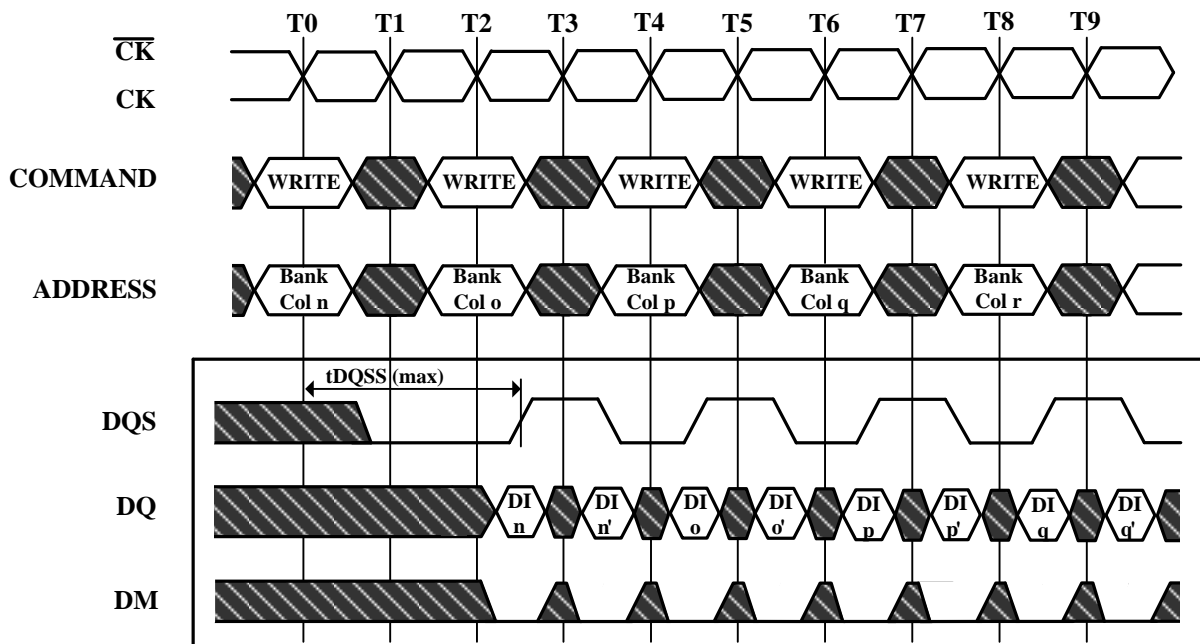 T0 T1 T2 T3 T4 T5 T6 T7 T8 T9
CK
CK
COMMAND WRITE WRITE WRITE WRITE WRITE
ADDRESS Bank Col n Bank Col o Bank Col p Bank Col q Bank Col r
tDQSS (max)
DQS
DQ DI n DI n' DI o DI o' DI p DI p' DI q DI q'
DM